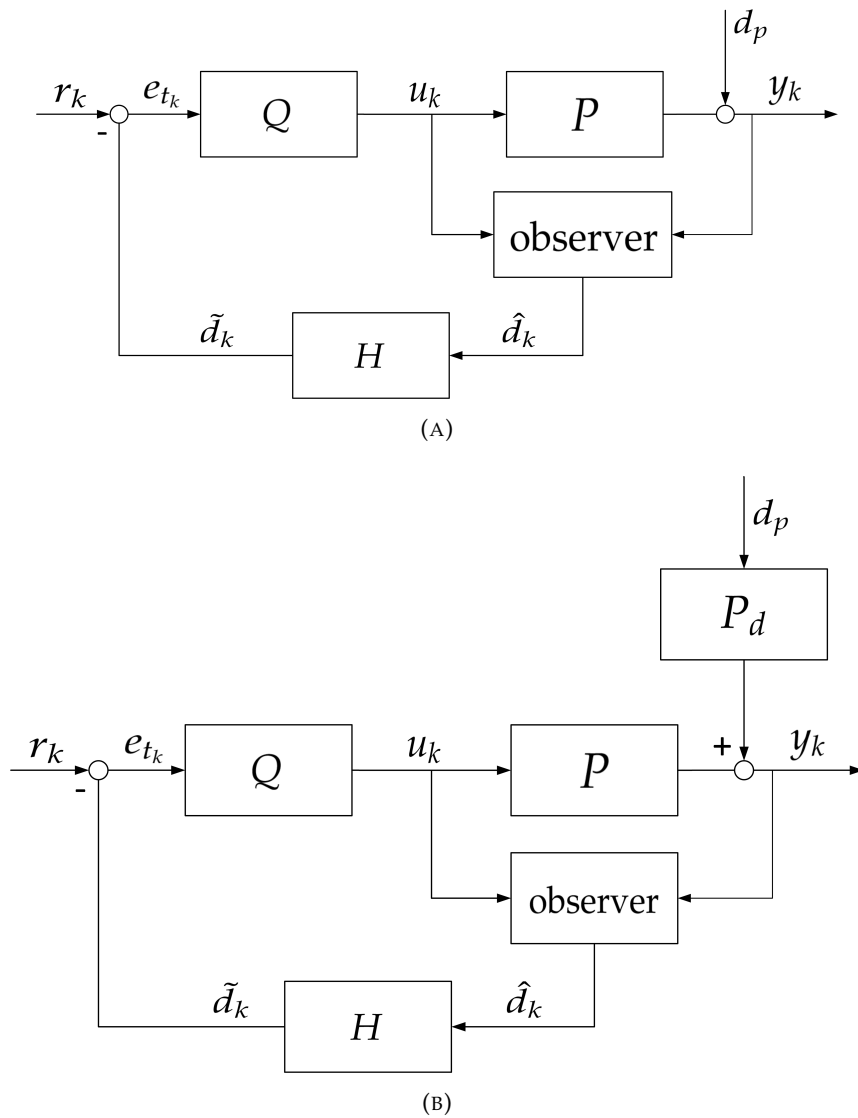 d_p
r_k e_{t_k} Q u_k P y_k
-
observer
d̃_k H d̂_k
(A)
d_p
P_d
r_k e_{t_k} Q u_k P + y_k
-
observer
d̃_k H d̂_k
(B)